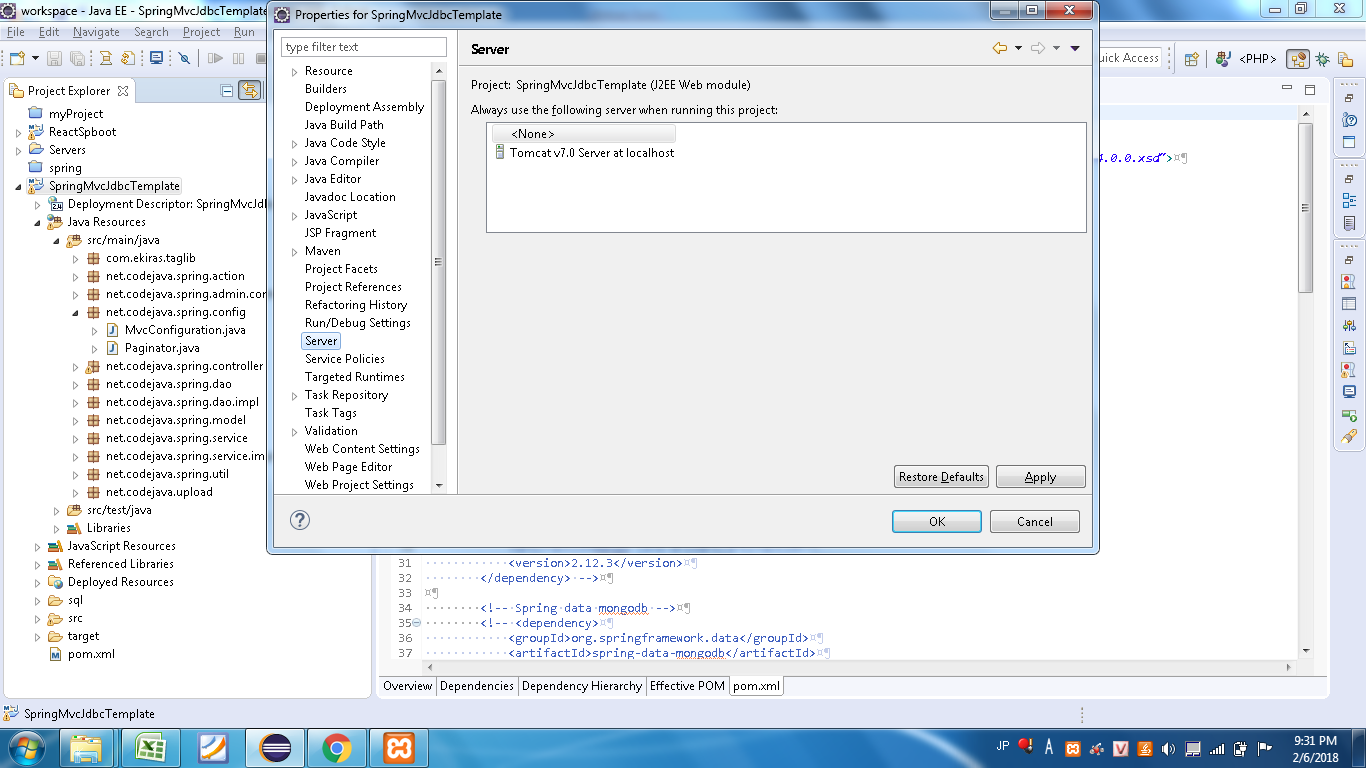 workspace - Java EE - SpringMvcJdbcTemplate
File Edit Navigate Search Project Run
Quick Access
<PHP>
Project Explorer
myProject
ReactSpboot
Servers
spring
SpringMvcJdbcTemplate
Deployment Descriptor: SpringMvcJdb
Java Resources
src/main/java
com.ekiras.taglib
net.codejava.spring.action
net.codejava.spring.admin.con
net.codejava.spring.config
MvcConfiguration.java
Paginator.java
net.codejava.spring.controller
net.codejava.spring.dao
net.codejava.spring.dao.impl
net.codejava.spring.model
net.codejava.spring.service
net.codejava.spring.service.im
net.codejava.spring.util
net.codejava.upload
src/test/java
Libraries
JavaScript Resources
Referenced Libraries
Deployed Resources
sql
src
target
pom.xml
Properties for SpringMvcJdbcTemplate
type filter text
Resource
Builders
Deployment Assembly
Java Build Path
Java Code Style
Java Compiler
Java Editor
Javadoc Location
JavaScript
JSP Fragment
Maven
Project Facets
Project References
Refactoring History
Run/Debug Settings
Server
Service Policies
Targeted Runtimes
Task Repository
Task Tags
Validation
Web Content Settings
Web Page Editor
Web Project Settings
Server
Project: SpringMvcJdbcTemplate (J2EE Web module)
Always use the following server when running this project:
<None>
Tomcat v7.0 Server at localhost
Restore Defaults Apply
OK Cancel
4.0.0.xsd">
31 <version>2.12.3</version>
32 </dependency> -->
33
34 <!-- Spring data mongodb -->
35 <!-- <dependency>
36 <groupId>org.springframework.data</groupId>
37 <artifactId>spring-data-mongodb</artifactId>
Overview Dependencies Dependency Hierarchy Effective POM pom.xml
SpringMvcJdbcTemplate
JP A
9:31 PM
2/6/2018